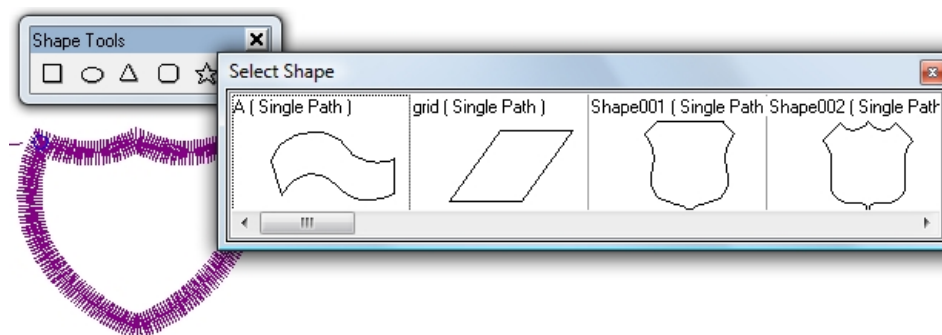 Shape Tools
Select Shape
A ( Single Path )
grid ( Single Path )
Shape001 ( Single Path
Shape002 ( Single Path